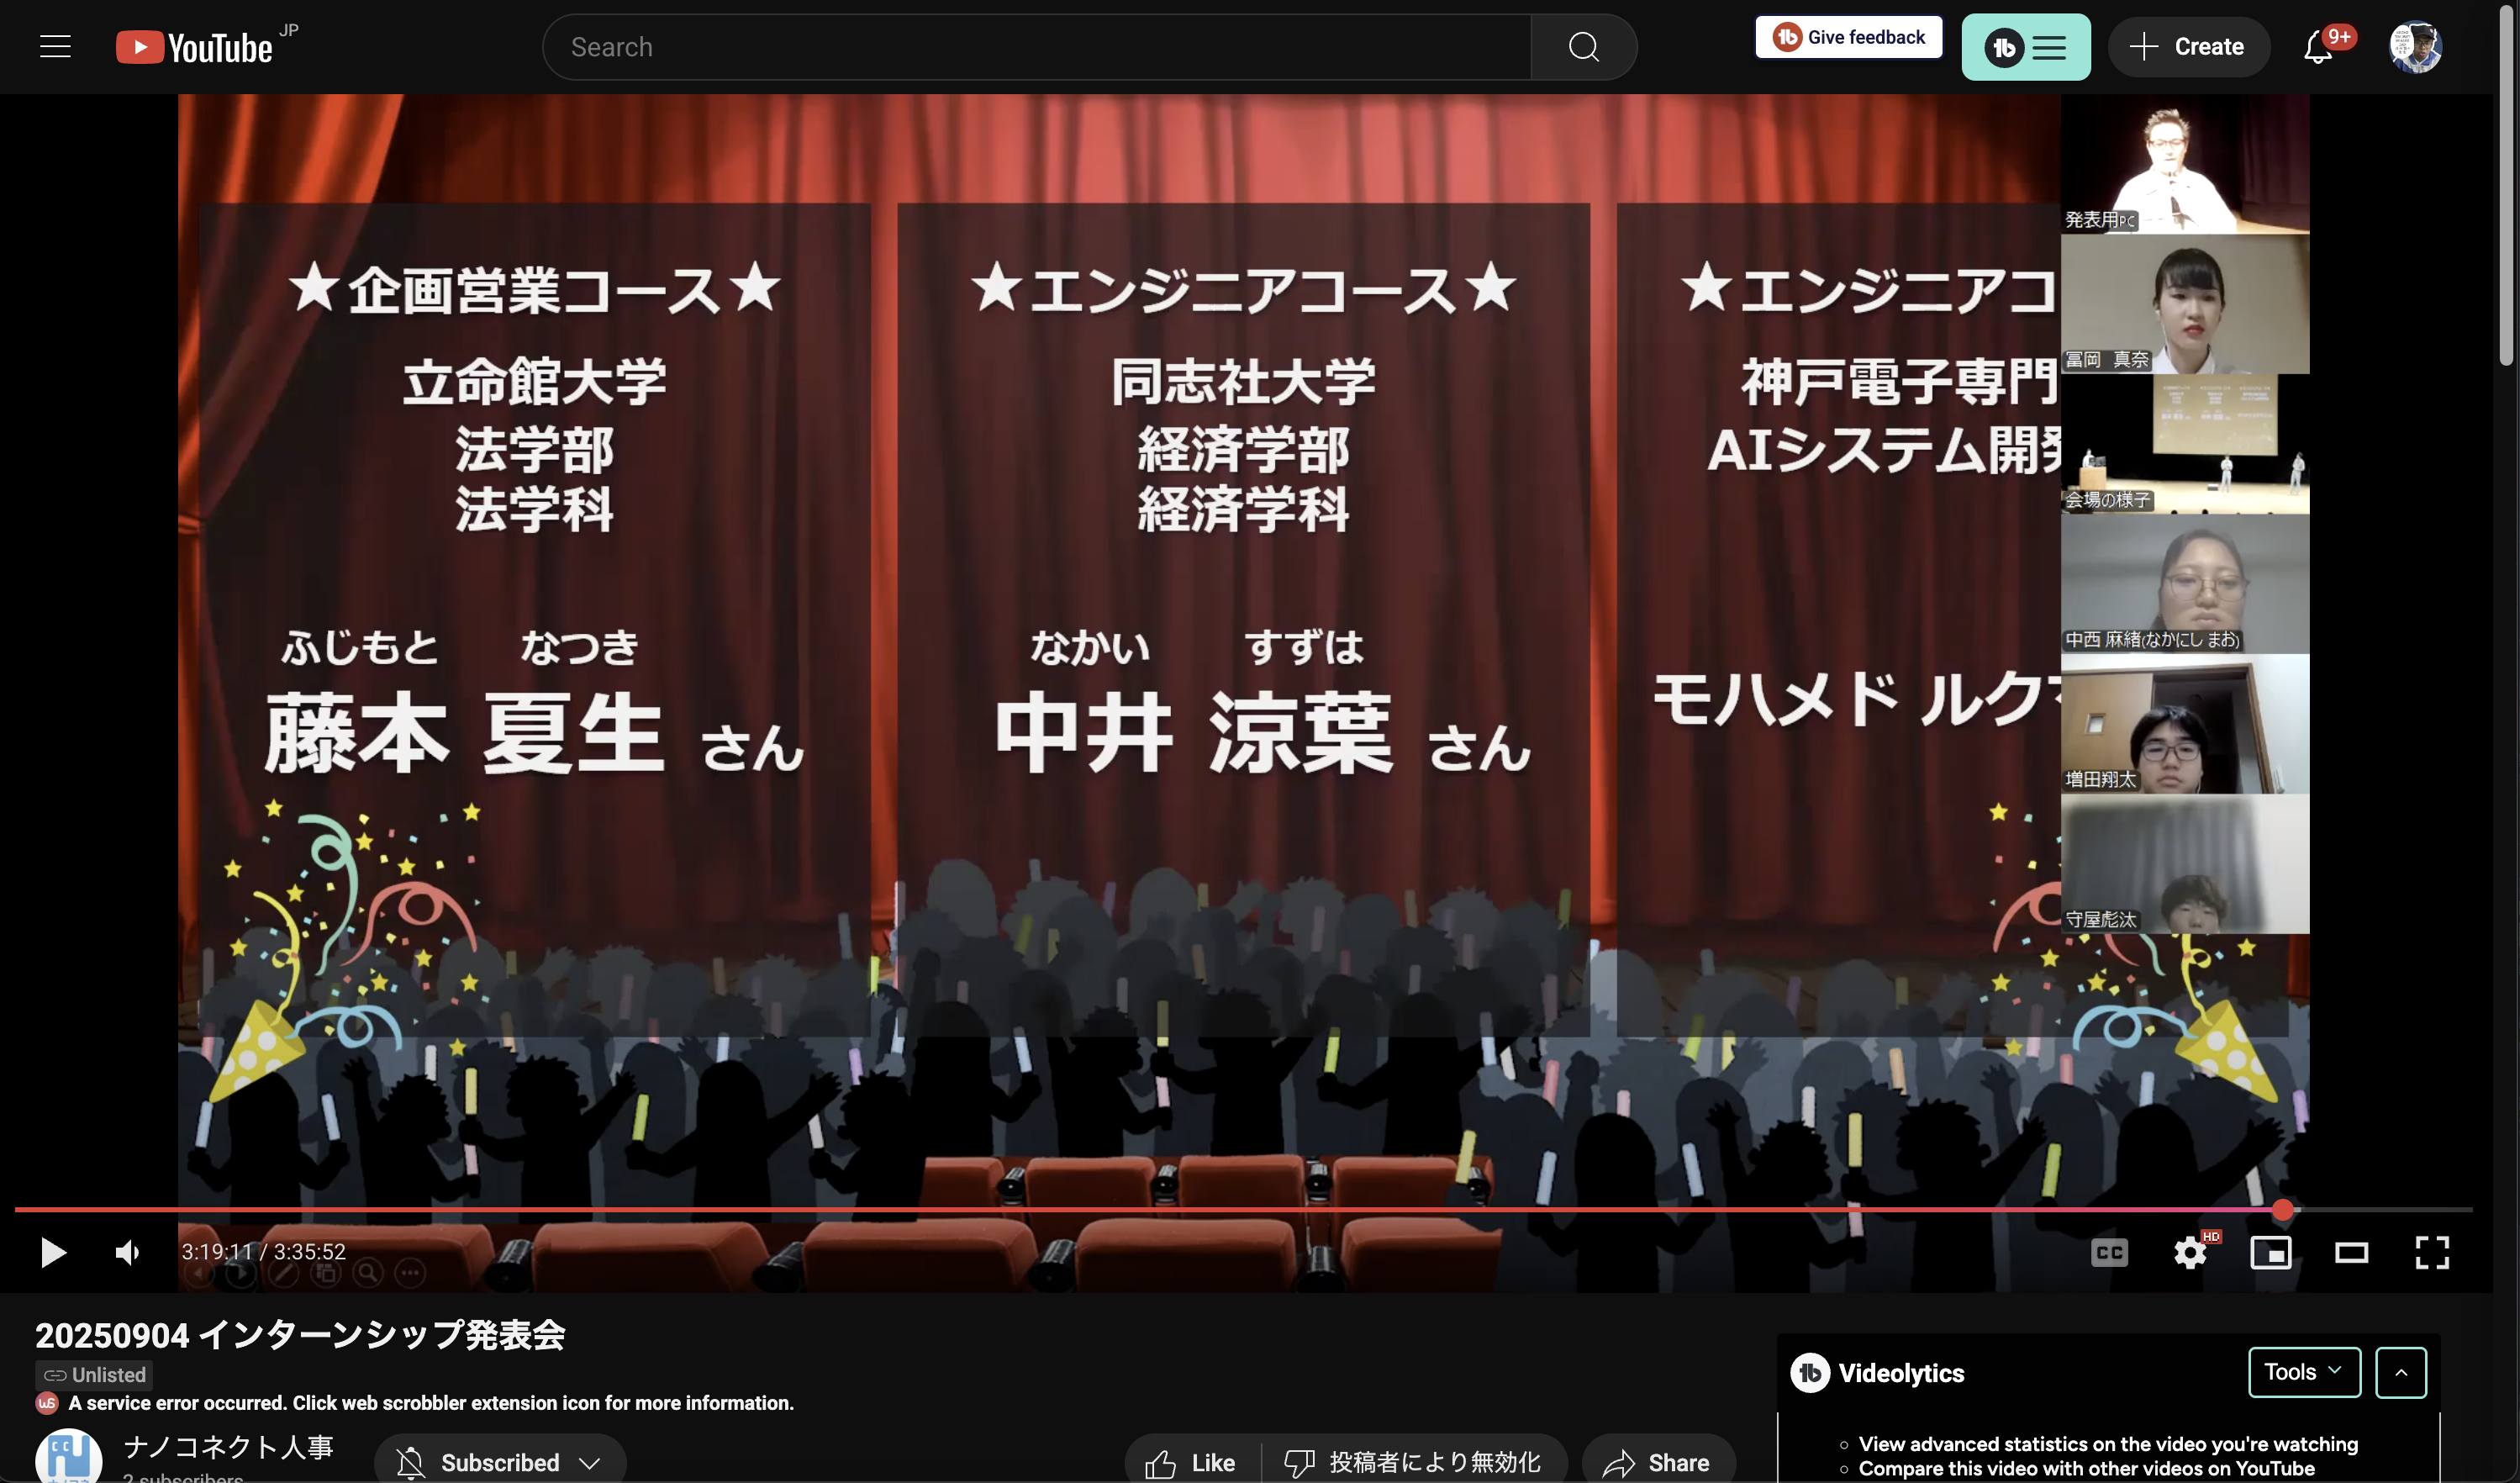 YouTube JP
Search
Give feedback
Create
9+
★企画営業コース★
立命館大学
法学部
法学科
ふじもと なつき
藤本 夏生 さん
★エンジニアコース★
同志社大学
経済学部
経済学科
なかい すずは
中井 涼葉 さん
★エンジニアコ
神戸電子専門
AIシステム開発
モハメド ルクマ
発表用PC
冨岡 真奈
会場の様子
中西 麻緒(なかにし まお)
増田翔太
守屋彪汰
3:19:11 / 3:35:52
CC
HD
20250904 インターンシップ発表会
Unlisted
A service error occurred. Click web scrobbler extension icon for more information.
ナノコネクト人事
2 subscribers
Subscribed
Like
投稿者により無効化
Share
Videolytics
Tools
View advanced statistics on the video you're watching
Compare this video with other videos on YouTube